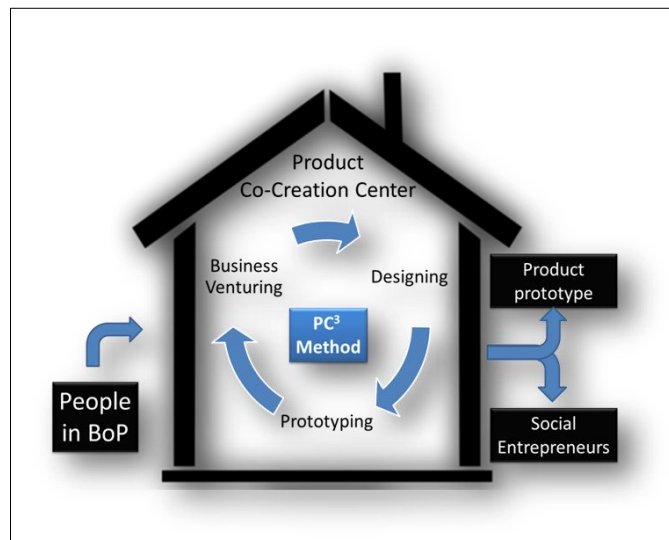 Product
Co-Creation Center
Business
Venturing
Designing
PC³
Method
Prototyping
People
in BoP
Product
prototype
Social
Entrepreneurs